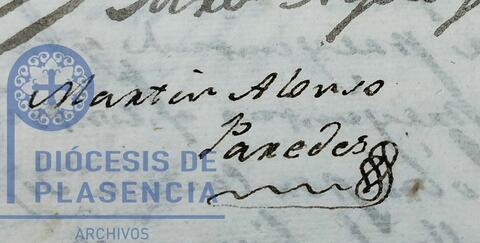 Martin Alonso
Paredes
DIÓCESIS DE
PLASENCIA
ARCHIVOS